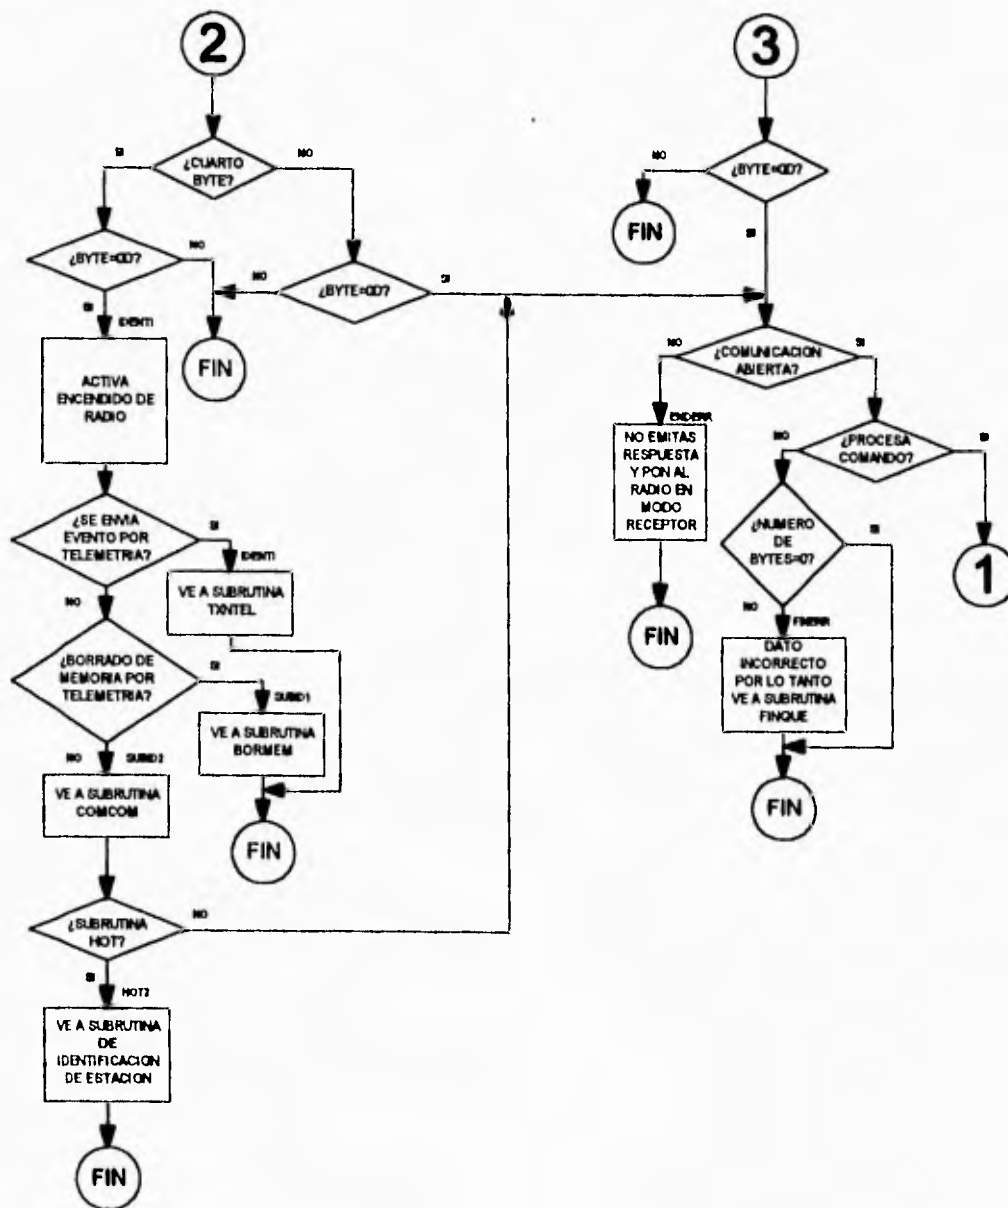 2
¿CUARTO
BYTE?
SI
NO
¿BYTE=0D?
NO
SI
IDENTI
¿BYTE=0D?
NO
SI
FIN
ACTIVA
ENCENDIDO DE
RADIO
¿SE ENVIA
EVENTO POR
TELEMETRIA?
SI
IDENTI
NO
VE A SUBRUTINA
TXNTEL
¿BORRADO DE
MEMORIA POR
TELEMETRIA?
SI
SUBID1
NO
SUBID2
VE A SUBRUTINA
BORMEM
FIN
VE A SUBRUTINA
COMCOM
¿SUBRUTINA
HOT?
NO
SI
HOT2
VE A SUBRUTINA
DE
IDENTIFICACION
DE ESTACION
FIN
3
¿BYTE=0D?
NO
SI
FIN
¿COMUNICACION
ABIERTA?
NO
SI
ENDERR
NO EMITAS
RESPUESTA
Y PON AL
RADIO EN
MODO
RECEPTOR
FIN
¿PROCESA
COMANDO?
NO
SI
1
¿NUMERO
DE
BYTES=0?
SI
NO
FINERR
DATO
INCORRECTO
POR LO TANTO
VE A SUBRUTINA
FINQUE
FIN